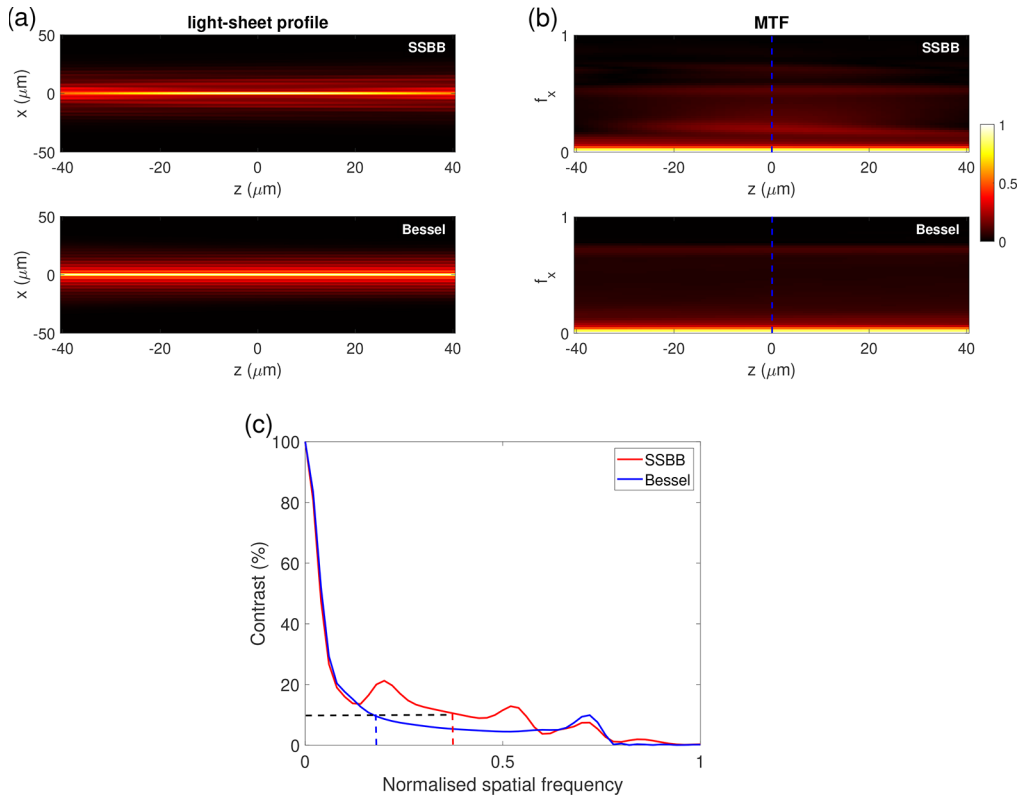 (a)
light-sheet profile
50
SSBB
x (μm)
0
-50
-40 -20 0 20 40
z (μm)
50
Bessel
x (μm)
0
-50
-40 -20 0 20 40
z (μm)
(b)
MTF
1
SSBB
f_x
0
-40 -20 0 20 40
z (μm)
1
Bessel
f_x
0
-40 -20 0 20 40
z (μm)
1
0.5
0
(c)
100
SSBB
Bessel
80
60
Contrast (%)
40
20
0
0 0.5 1
Normalised spatial frequency